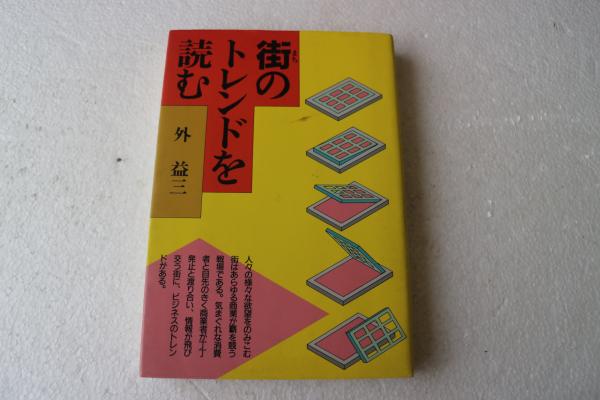 街の
まち
トレンドを
読む
外 益三
人々の様々な欲望をのみこむ
街はあらゆる商業が覇を競う
戦場である。気まぐれな消費
者と目先のきく商業者が丁丁
発止と渡り合い、情報が飛び
交う街に、ビジネスのトレン
ドがある。